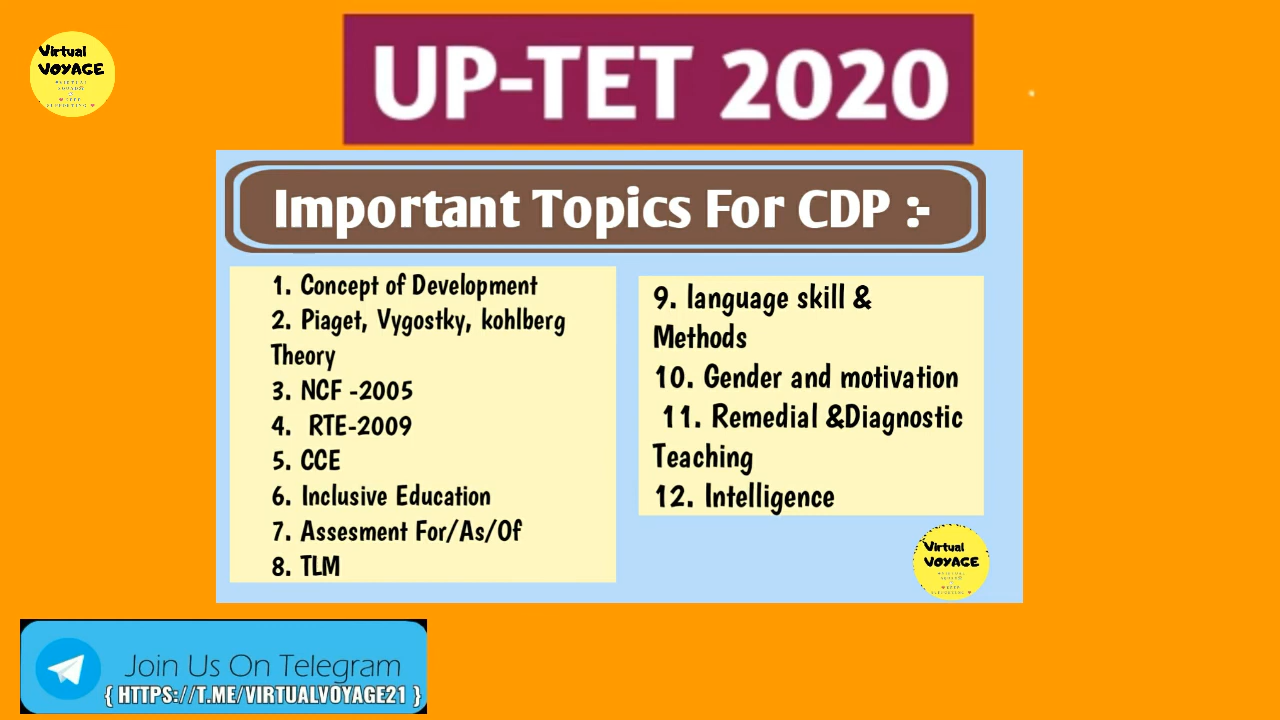 Virtual
VOYAGE
UP-TET 2020
Important Topics For CDP :-
1. Concept of Development
2. Piaget, Vygostky, kohlberg
Theory
3. NCF -2005
4. RTE-2009
5. CCE
6. Inclusive Education
7. Assesment For/As/Of
8. TLM
9. language skill &
Methods
10. Gender and motivation
11. Remedial &Diagnostic
Teaching
12. Intelligence
Virtual
VOYAGE
Join Us On Telegram
{ HTTPS://T.ME/VIRTUALVOYAGE21 }